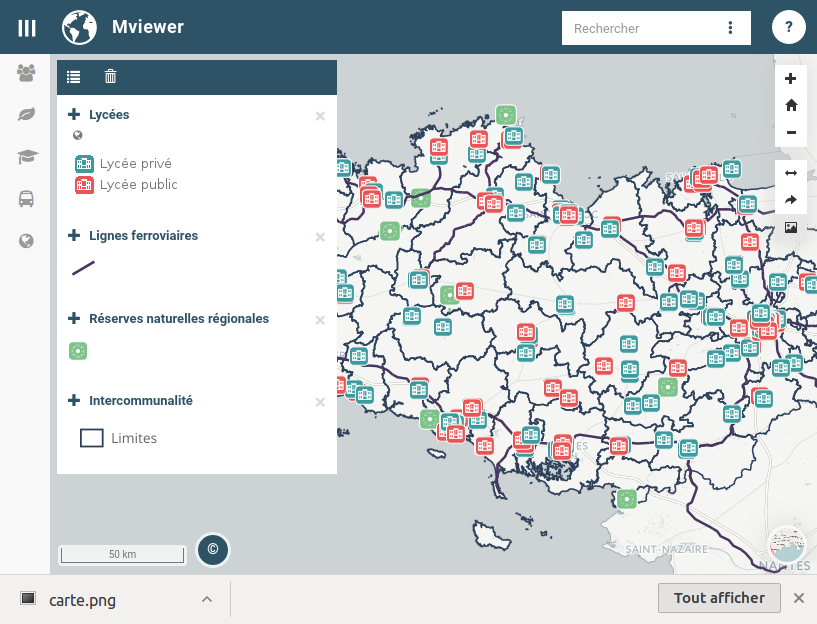 Mviewer
Rechercher
?
Lycées
Lycée privé
Lycée public
Lignes ferroviaires
Réserves naturelles régionales
Intercommunalité
Limites
50 km
©
SAINT-NAZAIRE
NANTES
carte.png
Tout afficher